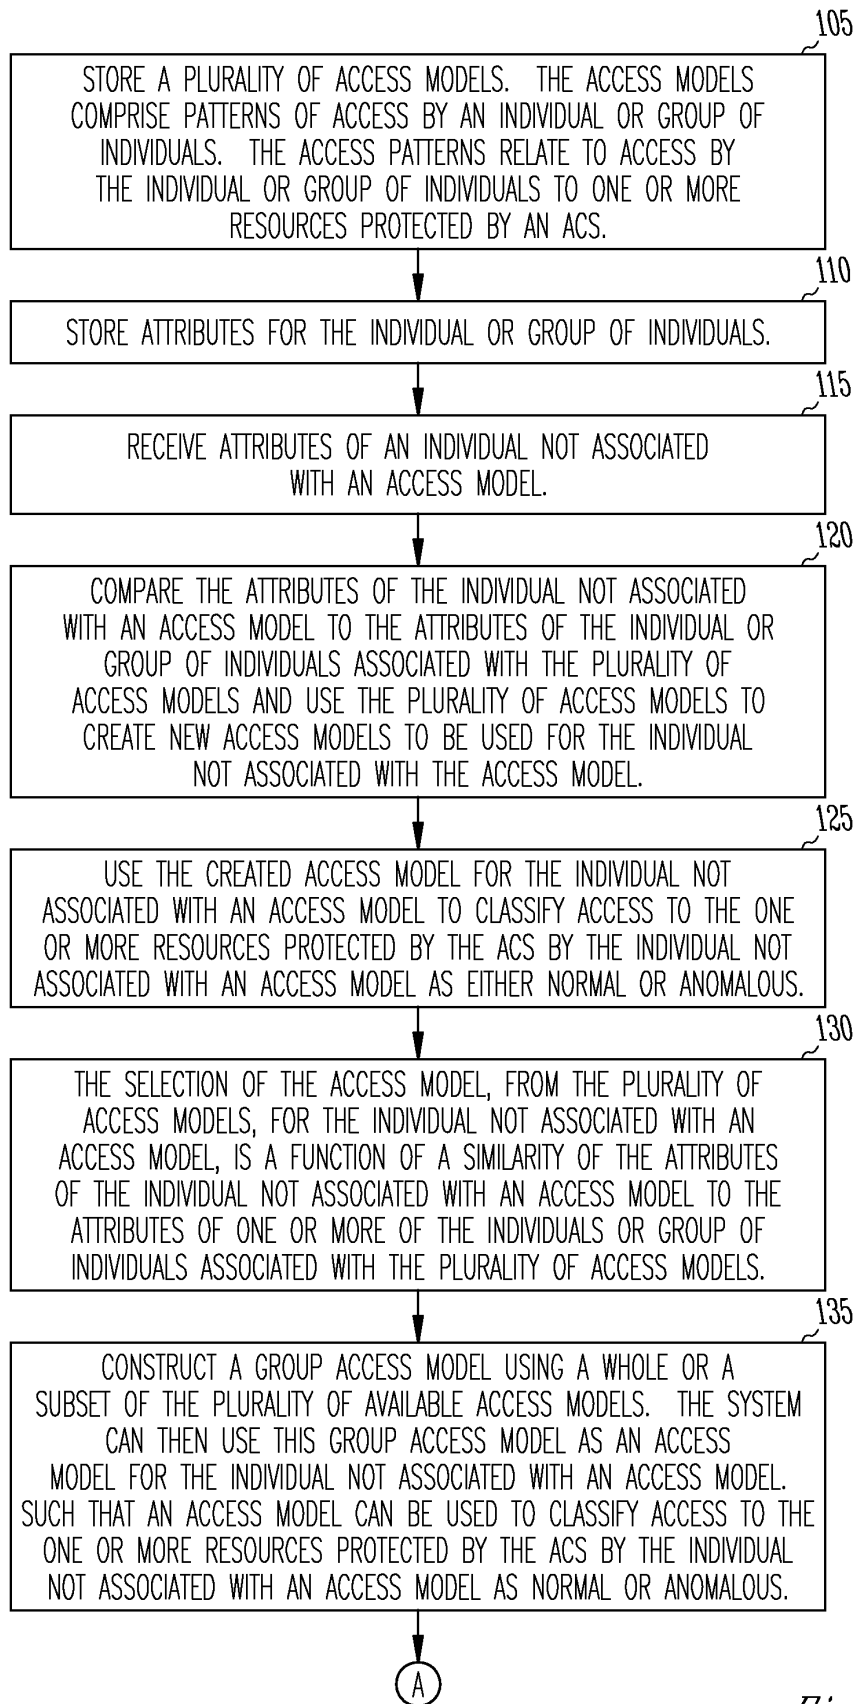 105
STORE A PLURALITY OF ACCESS MODELS. THE ACCESS MODELS
COMPRISE PATTERNS OF ACCESS BY AN INDIVIDUAL OR GROUP OF
INDIVIDUALS. THE ACCESS PATTERNS RELATE TO ACCESS BY
THE INDIVIDUAL OR GROUP OF INDIVIDUALS TO ONE OR MORE
RESOURCES PROTECTED BY AN ACS.
110
STORE ATTRIBUTES FOR THE INDIVIDUAL OR GROUP OF INDIVIDUALS.
115
RECEIVE ATTRIBUTES OF AN INDIVIDUAL NOT ASSOCIATED
WITH AN ACCESS MODEL.
120
COMPARE THE ATTRIBUTES OF THE INDIVIDUAL NOT ASSOCIATED
WITH AN ACCESS MODEL TO THE ATTRIBUTES OF THE INDIVIDUAL OR
GROUP OF INDIVIDUALS ASSOCIATED WITH THE PLURALITY OF
ACCESS MODELS AND USE THE PLURALITY OF ACCESS MODELS TO
CREATE NEW ACCESS MODELS TO BE USED FOR THE INDIVIDUAL
NOT ASSOCIATED WITH THE ACCESS MODEL.
125
USE THE CREATED ACCESS MODEL FOR THE INDIVIDUAL NOT
ASSOCIATED WITH AN ACCESS MODEL TO CLASSIFY ACCESS TO THE ONE
OR MORE RESOURCES PROTECTED BY THE ACS BY THE INDIVIDUAL NOT
ASSOCIATED WITH AN ACCESS MODEL AS EITHER NORMAL OR ANOMALOUS.
130
THE SELECTION OF THE ACCESS MODEL, FROM THE PLURALITY OF
ACCESS MODELS, FOR THE INDIVIDUAL NOT ASSOCIATED WITH AN
ACCESS MODEL, IS A FUNCTION OF A SIMILARITY OF THE ATTRIBUTES
OF THE INDIVIDUAL NOT ASSOCIATED WITH AN ACCESS MODEL TO THE
ATTRIBUTES OF ONE OR MORE OF THE INDIVIDUALS OR GROUP OF
INDIVIDUALS ASSOCIATED WITH THE PLURALITY OF ACCESS MODELS.
135
CONSTRUCT A GROUP ACCESS MODEL USING A WHOLE OR A
SUBSET OF THE PLURALITY OF AVAILABLE ACCESS MODELS. THE SYSTEM
CAN THEN USE THIS GROUP ACCESS MODEL AS AN ACCESS
MODEL FOR THE INDIVIDUAL NOT ASSOCIATED WITH AN ACCESS MODEL.
SUCH THAT AN ACCESS MODEL CAN BE USED TO CLASSIFY ACCESS TO THE
ONE OR MORE RESOURCES PROTECTED BY THE ACS BY THE INDIVIDUAL
NOT ASSOCIATED WITH AN ACCESS MODEL AS NORMAL OR ANOMALOUS.
A